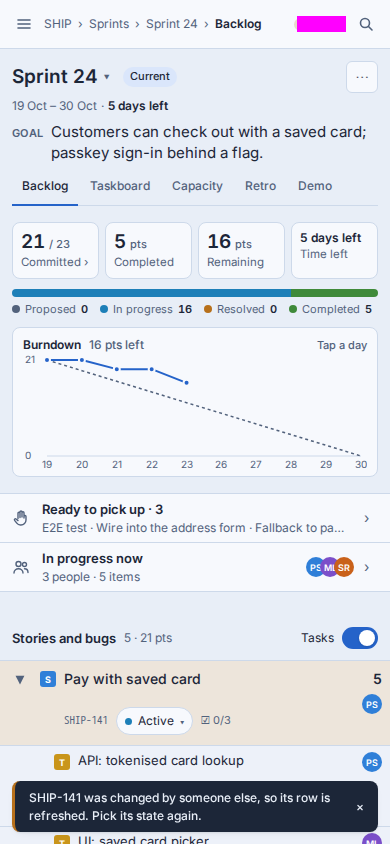 SHIP › Sprints › Sprint 24 › Backlog
Sprint 24 ▾ Current ...
19 Oct – 30 Oct · 5 days left
GOAL Customers can check out with a saved card;
passkey sign-in behind a flag.
Backlog Taskboard Capacity Retro Demo
21 / 23 5 pts 16 pts 5 days left
Committed › Completed Remaining Time left
Proposed 0 In progress 16 Resolved 0 Completed 5
Burndown 16 pts left Tap a day
21
0
19 20 21 22 23 26 27 28 29 30
Ready to pick up · 3
E2E test · Wire into the address form · Fallback to pa...
In progress now
3 people · 5 items
PS ML SR
Stories and bugs 5 · 21 pts Tasks
S Pay with saved card 5
PS
SHIP-141 Active ▾ 0/3
T API: tokenised card lookup PS
SHIP-141 was changed by someone else, so its row is
refreshed. Pick its state again. ×
T UI: saved card picker ML